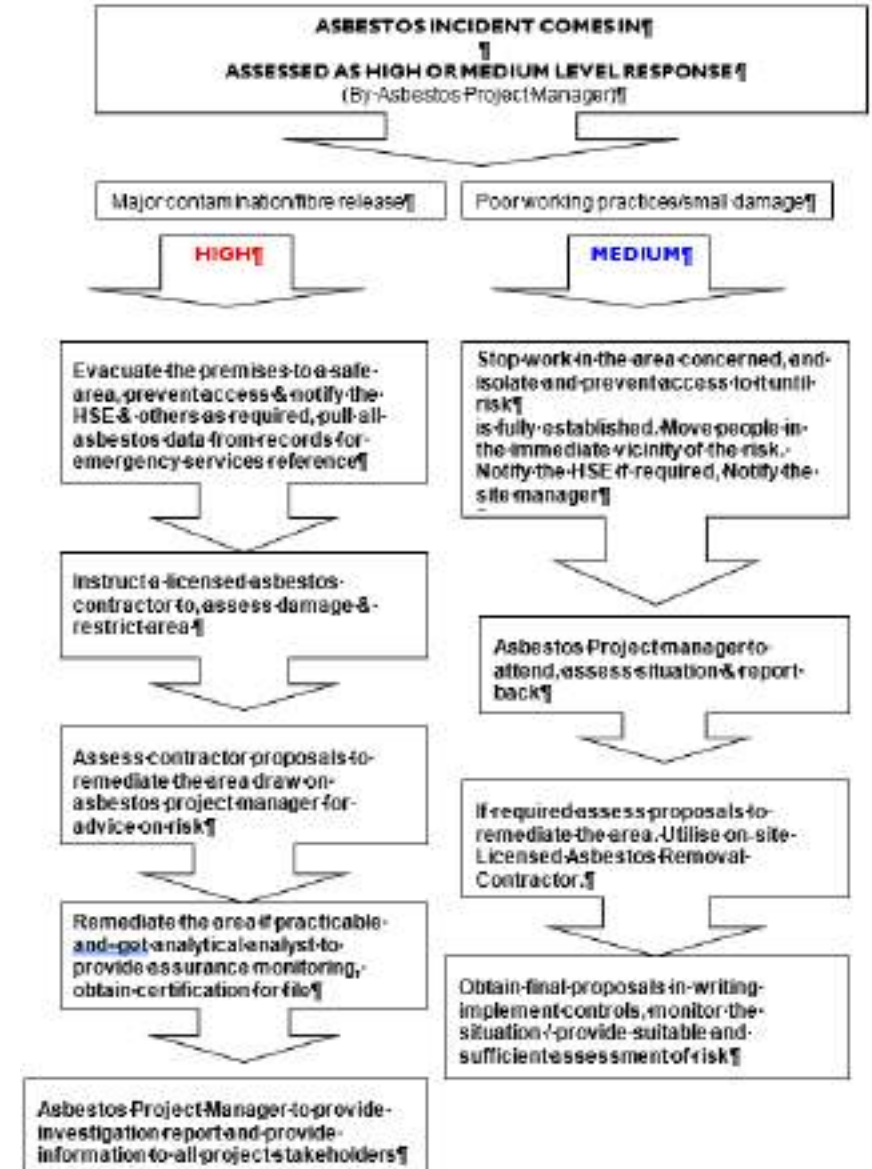 ASBESTOS INCIDENT COMES IN¶
¶
ASSESSED AS HIGH OR MEDIUM LEVEL RESPONSE¶
(By·Asbestos·Project·Manager)¶
Major contamination/fibre release¶
Poor working practices/small damage¶
HIGH¶
MEDIUM¶
Evacuate·the·premises·to·a·safe·
area,·prevent·access·&·notify·the·
HSE·&·others·as·required,·pull·all·
asbestos·data·from·records·for·
emergency·services·reference¶
Instruct·a·licensed·asbestos·
contractor·to,·assess·damage·&·
restrict·area·¶
Assess·contractor·proposals·to·
remediate·the·area·draw·on·
asbestos·project·manager·for·
advice·on·risk¶
Remediate·the·area·if·practicable·
and··get·analytical·analyst·to·
provide·assurance·monitoring,·
obtain·certification·for·file¶
Asbestos·Project·Manager·to·provide·
investigation·report·and·provide·
information·to·all·project·stakeholders¶
Stop·work·in·the·area·concerned,·and·
isolate·and·prevent·access·to·it·until·
risk¶
is·fully·established.·Move·people·in·
the·immediate·vicinity·of·the·risk.·
Notify·the·HSE·if·required,·Notify·the·
site·manager¶
Asbestos·Project·manager·to·
attend,·assess·situation·&·report·
back¶
If·required·assess·proposals·to·
remediate·the·area.·Utilise·on·site·
Licensed·Asbestos·Removal·
Contractor.¶
Obtain·final·proposals·in·writing·
implement·controls,·monitor·the·
situation·/·provide·suitable·and·
sufficient·assessment·of·risk¶